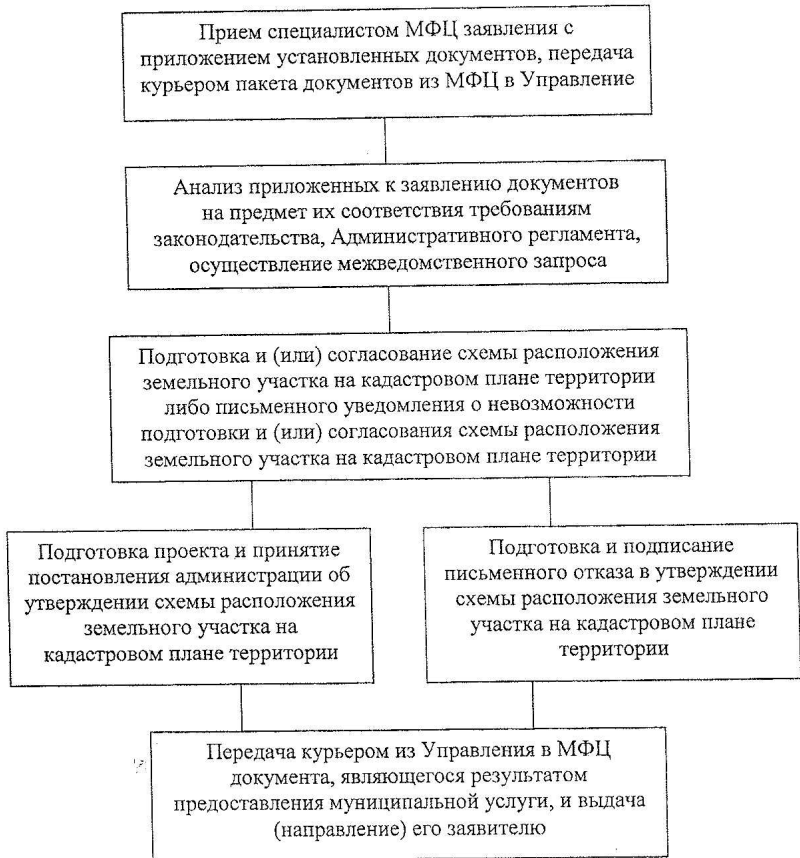 Прием специалистом МФЦ заявления с
приложением установленных документов, передача
курьером пакета документов из МФЦ в Управление
Анализ приложенных к заявлению документов
на предмет их соответствия требованиям
законодательства, Административного регламента,
осуществление межведомственного запроса
Подготовка и (или) согласование схемы расположения
земельного участка на кадастровом плане территории
либо письменного уведомления о невозможности
подготовки и (или) согласования схемы расположения
земельного участка на кадастровом плане территории
Подготовка проекта и принятие
постановления администрации об
утверждении схемы расположения
земельного участка на
кадастровом плане территории
Подготовка и подписание
письменного отказа в утверждении
схемы расположения земельного
участка на кадастровом плане
территории
Передача курьером из Управления в МФЦ
документа, являющегося результатом
предоставления муниципальной услуги, и выдача
(направление) его заявителю